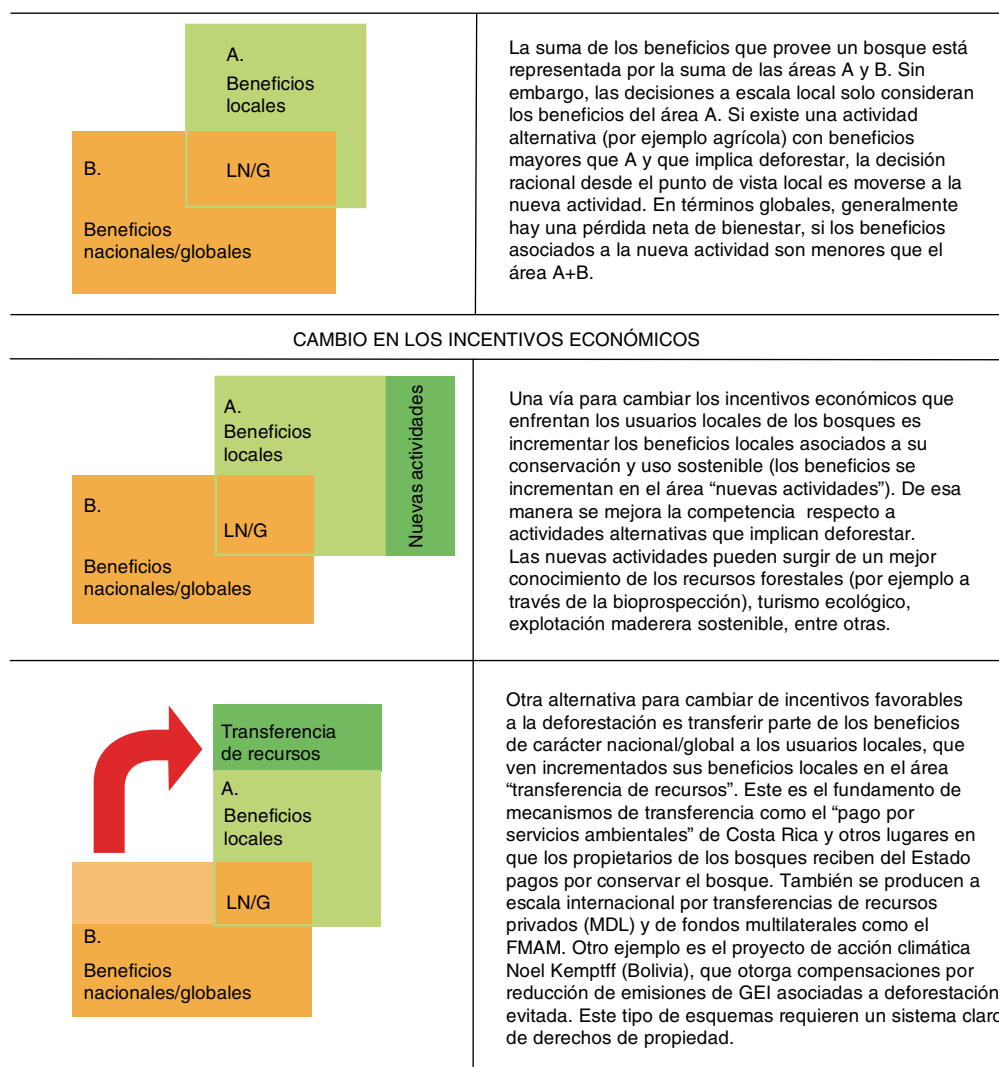 A.
Beneficios
locales
B.
LN/G
Beneficios
nacionales/globales
La suma de los beneficios que provee un bosque está
representada por la suma de las áreas A y B. Sin
embargo, las decisiones a escala local solo consideran
los beneficios del área A. Si existe una actividad
alternativa (por ejemplo agrícola) con beneficios
mayores que A y que implica deforestar, la decisión
racional desde el punto de vista local es moverse a la
nueva actividad. En términos globales, generalmente
hay una pérdida neta de bienestar, si los beneficios
asociados a la nueva actividad son menores que el
área A+B.
CAMBIO EN LOS INCENTIVOS ECONÓMICOS
A.
Beneficios
locales
Nuevas actividades
B.
LN/G
Beneficios
nacionales/globales
Una vía para cambiar los incentivos económicos que
enfrentan los usuarios locales de los bosques es
incrementar los beneficios locales asociados a su
conservación y uso sostenible (los beneficios se
incrementan en el área “nuevas actividades”). De esa
manera se mejora la competencia respecto a
actividades alternativas que implican deforestar.
Las nuevas actividades pueden surgir de un mejor
conocimiento de los recursos forestales (por ejemplo a
través de la bioprospección), turismo ecológico,
explotación maderera sostenible, entre otras.
Transferencia
de recursos
A.
Beneficios
locales
LN/G
B.
Beneficios
nacionales/globales
Otra alternativa para cambiar de incentivos favorables
a la deforestación es transferir parte de los beneficios
de carácter nacional/global a los usuarios locales, que
ven incrementados sus beneficios locales en el área
“transferencia de recursos”. Este es el fundamento de
mecanismos de transferencia como el “pago por
servicios ambientales” de Costa Rica y otros lugares en
que los propietarios de los bosques reciben del Estado
pagos por conservar el bosque. También se producen a
escala internacional por transferencias de recursos
privados (MDL) y de fondos multilaterales como el
FMAM. Otro ejemplo es el proyecto de acción climática
Noel Kemptff (Bolivia), que otorga compensaciones por
reducción de emisiones de GEI asociadas a deforestación
evitada. Este tipo de esquemas requieren un sistema claro
de derechos de propiedad.